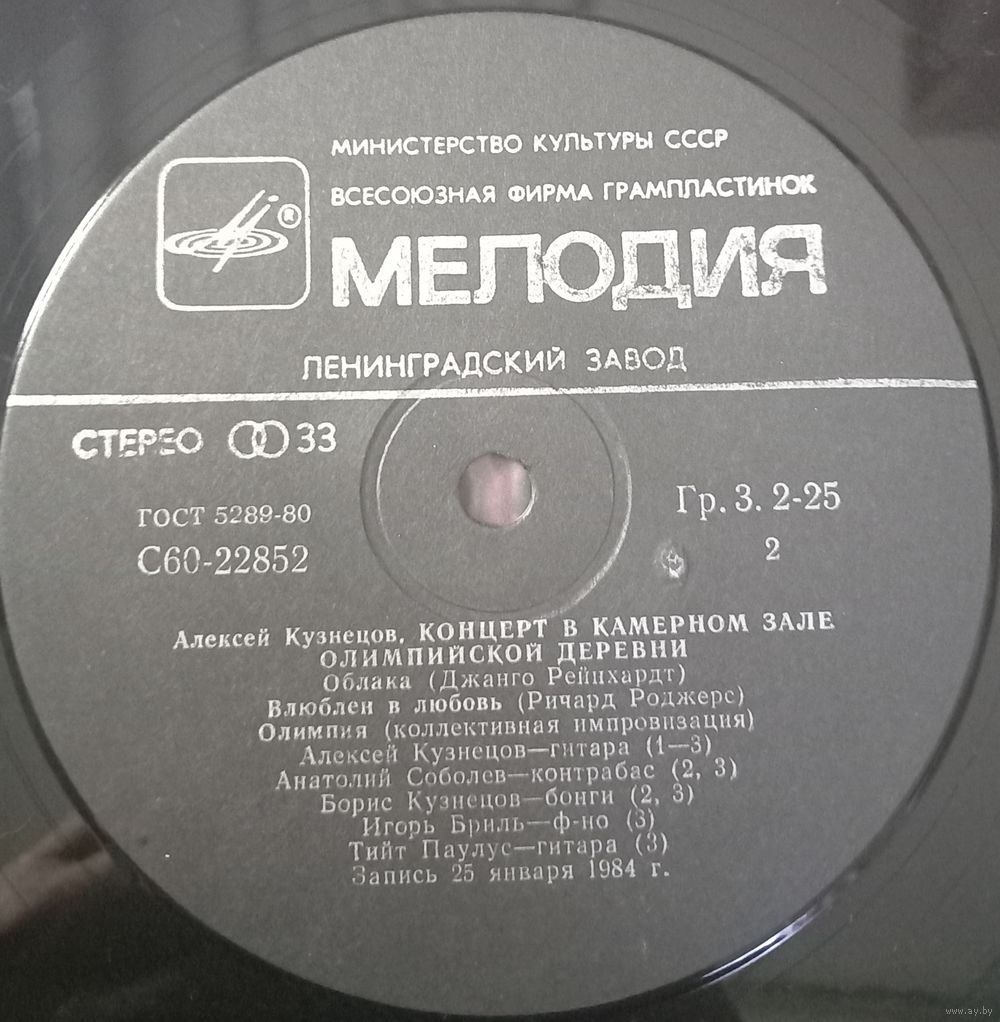 МИНИСТЕРСТВО КУЛЬТУРЫ СССР
ВСЕСОЮЗНАЯ ФИРМА ГРАМПЛАСТИНОК
®
МЕЛОДИЯ
ЛЕНИНГРАДСКИЙ ЗАВОД
СТЕРЕО 33
ГОСТ 5289-80
Гр. 3. 2-25
С60-22852
2
Алексей Кузнецов. КОНЦЕРТ В КАМЕРНОМ ЗАЛЕ
ОЛИМПИЙСКОЙ ДЕРЕВНИ
Облака (Джанго Рейнхардт)
Влюблен в любовь (Ричард Роджерс)
Олимпия (коллективная импровизация)
Алексей Кузнецов—гитара (1—3)
Анатолий Соболев—контрабас (2, 3)
Борис Кузнецов—бонги (2, 3)
Игорь Бриль—ф-но (3)
Тийт Паулус—гитара (3)
Запись 25 января 1984 г.
www.ay.by